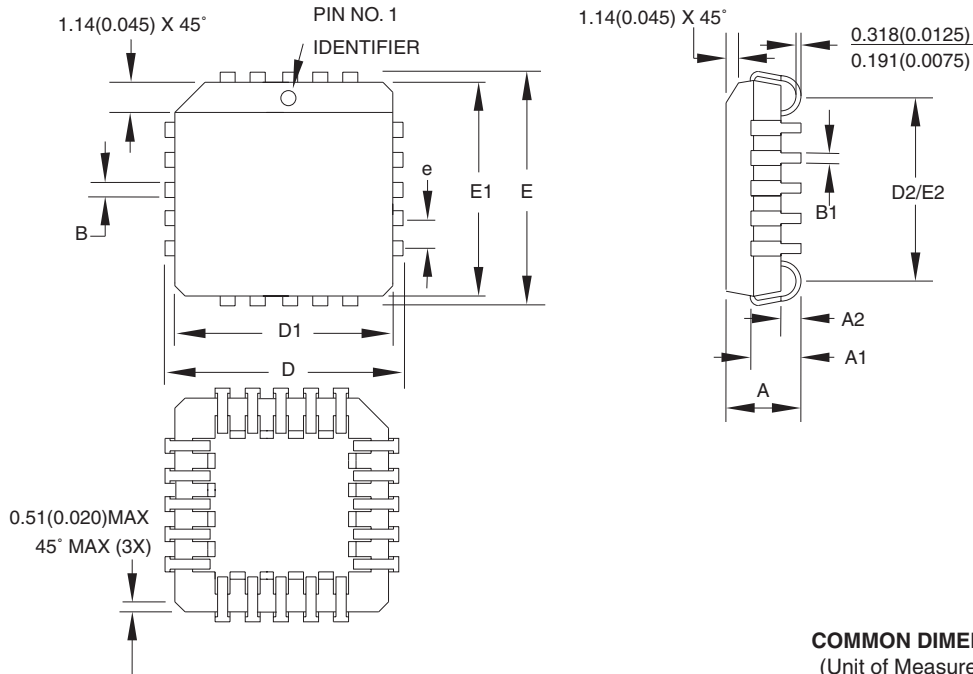 1.14(0.045) X 45˚
PIN NO. 1
IDENTIFIER
1.14(0.045) X 45˚
0.318(0.0125)
0.191(0.0075)
e
E1
E
B
D1
D
B1
D2/E2
A2
A1
A
0.51(0.020)MAX
45˚ MAX (3X)
COMMON
(Unit of